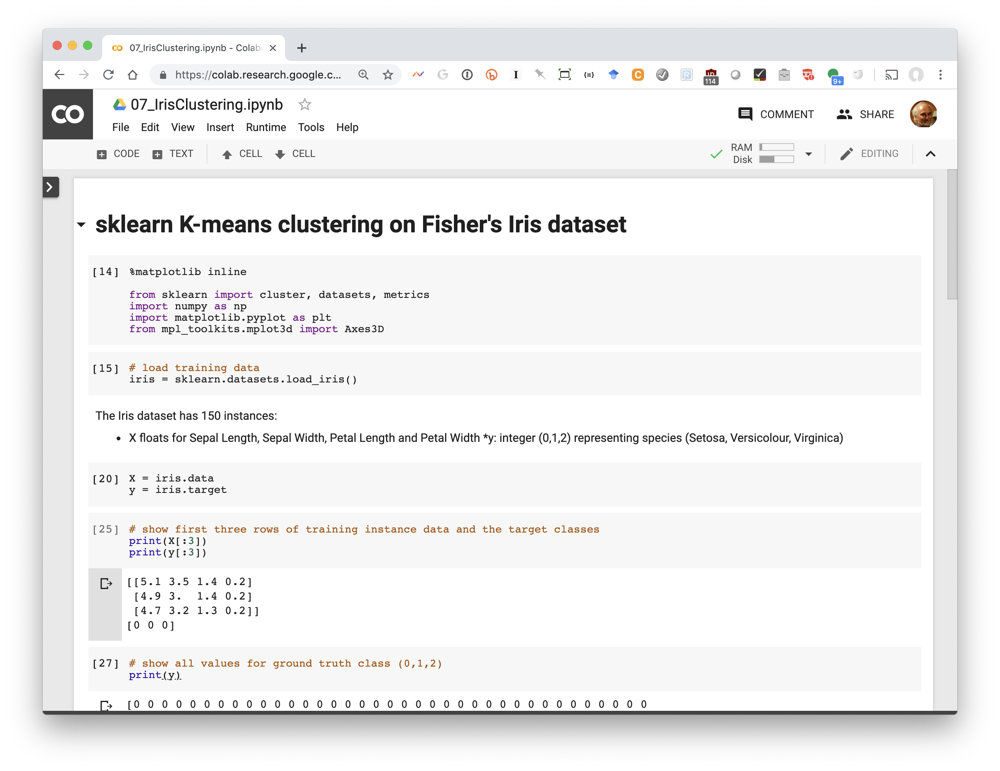 07_IrisClustering.ipynb - Colab
https://colab.research.google.c...
114
9+
07_IrisClustering.ipynb
COMMENT
SHARE
File Edit View Insert Runtime Tools Help
CODE TEXT CELL CELL
RAM
Disk
EDITING
sklearn K-means clustering on Fisher's Iris dataset
[14] %matplotlib inline
from sklearn import cluster, datasets, metrics
import numpy as np
import matplotlib.pyplot as plt
from mpl_toolkits.mplot3d import Axes3D
[15] # load training data
iris = sklearn.datasets.load_iris()
The Iris dataset has 150 instances:
• X floats for Sepal Length, Sepal Width, Petal Length and Petal Width *y: integer (0,1,2) representing species (Setosa, Versicolour, Virginica)
[20] X = iris.data
y = iris.target
[25] # show first three rows of training instance data and the target classes
print(X[:3])
print(y[:3])
[[5.1 3.5 1.4 0.2]
[4.9 3.  1.4 0.2]
[4.7 3.2 1.3 0.2]]
[0 0 0]
[27] # show all values for ground truth class (0,1,2)
print(y)
[0 0 0 0 0 0 0 0 0 0 0 0 0 0 0 0 0 0 0 0 0 0 0 0 0 0 0 0 0 0 0 0 0 0 0 0 0